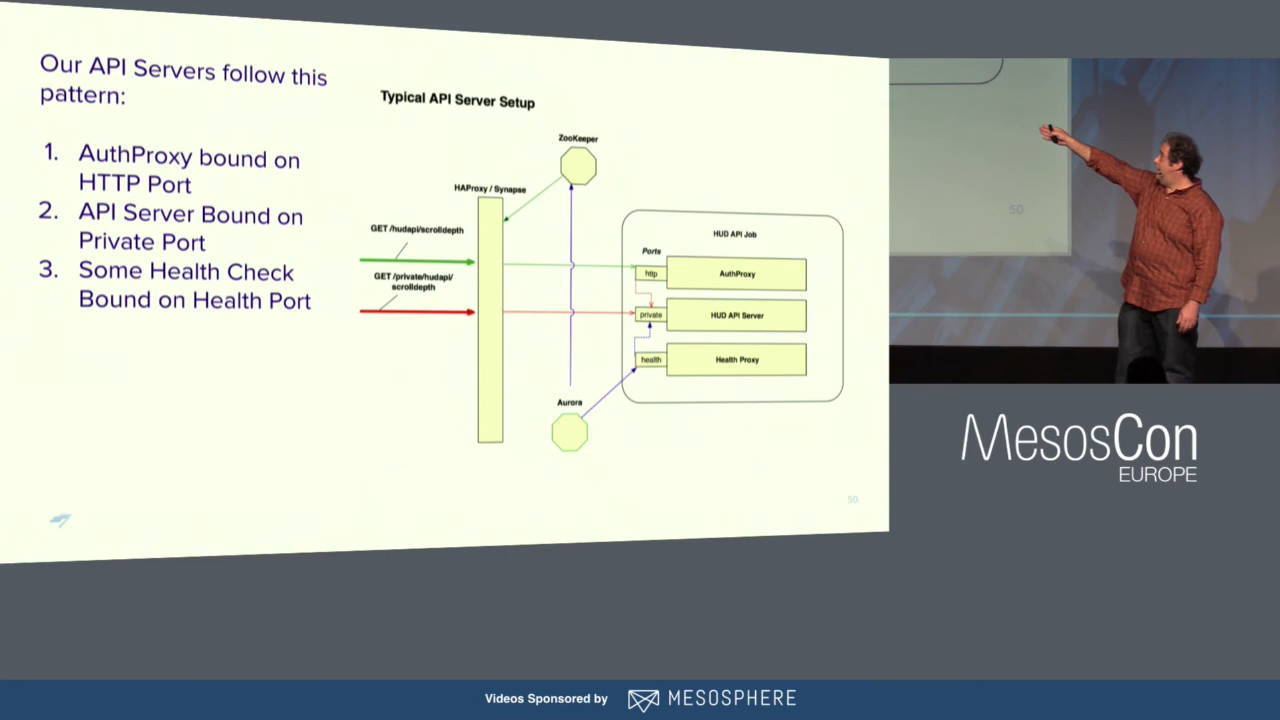 Our API Servers follow this
pattern:
1. AuthProxy bound on
HTTP Port
2. API Server Bound on
Private Port
3. Some Health Check
Bound on Health Port
Typical API Server Setup
ZooKeeper
HAProxy / Synapse
GET /hudapi/scrolldepth
GET /private/hudapi/
scrolldepth
HUD API Job
Ports
http
AuthProxy
private
HUD API Server
health
Health Proxy
Aurora
50
50
MesosCon
EUROPE
Videos Sponsored by
MESOSPHERE